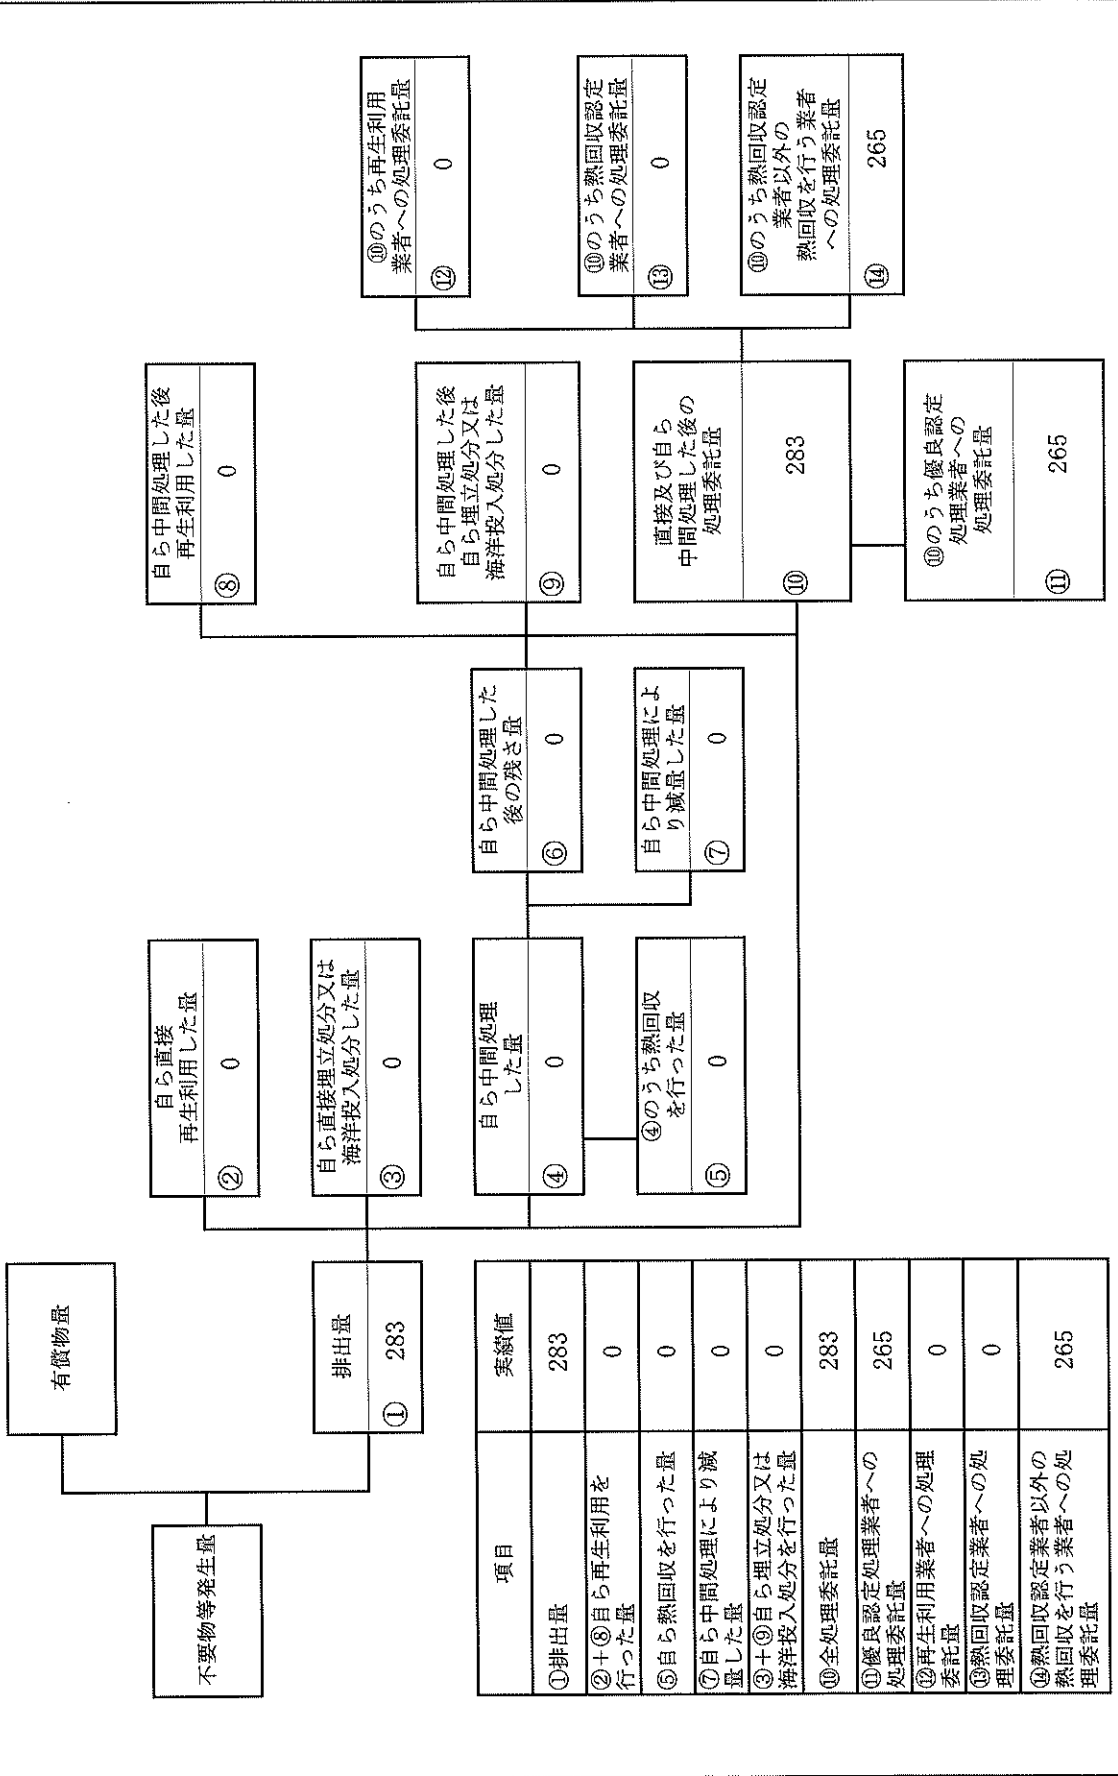 有償物量
不要物等発生量
排出量
① 283
自ら直接
再生利用した量
② 0
自ら直接埋立処分又は
海洋投入処分した量
③ 0
自ら中間処理
した量
④ 0
④のうち熱回収
を行った量
⑤ 0
自ら中間処理した
後の残さ量
⑥ 0
自ら中間処理によ
り減量した量
⑦ 0
自ら中間処理した後
再生利用した量
⑧ 0
自ら中間処理した後
自ら埋立処分又は
海洋投入処分した量
⑨ 0
直接及び自ら
中間処理した後の
処理委託量
⑩ 283
⑩のうち優良認定
処理業者への
処理委託量
⑪ 265
⑩のうち再生利用
業者への処理委託量
⑫ 0
⑩のうち熱回収認定
業者への処理委託量
⑬ 0
⑩のうち熱回収認定
業者以外の
熱回収を行う業者
への処理委託量
⑭ 265
項目 実績値
①排出量 283
②+⑧自ら再生利用を
行った量 0
⑤自ら熱回収を行った量 0
⑦自ら中間処理により減
量した量 0
③+⑨自ら埋立処分又は
海洋投入処分を行った量 0
⑩全処理委託量 283
⑪優良認定処理業者への
処理委託量 265
⑫再生利用業者への処理
委託量 0
⑬熱回収認定業者への処
理委託量 0
⑭熱回収認定業者以外の
熱回収を行う業者への処
理委託量 265